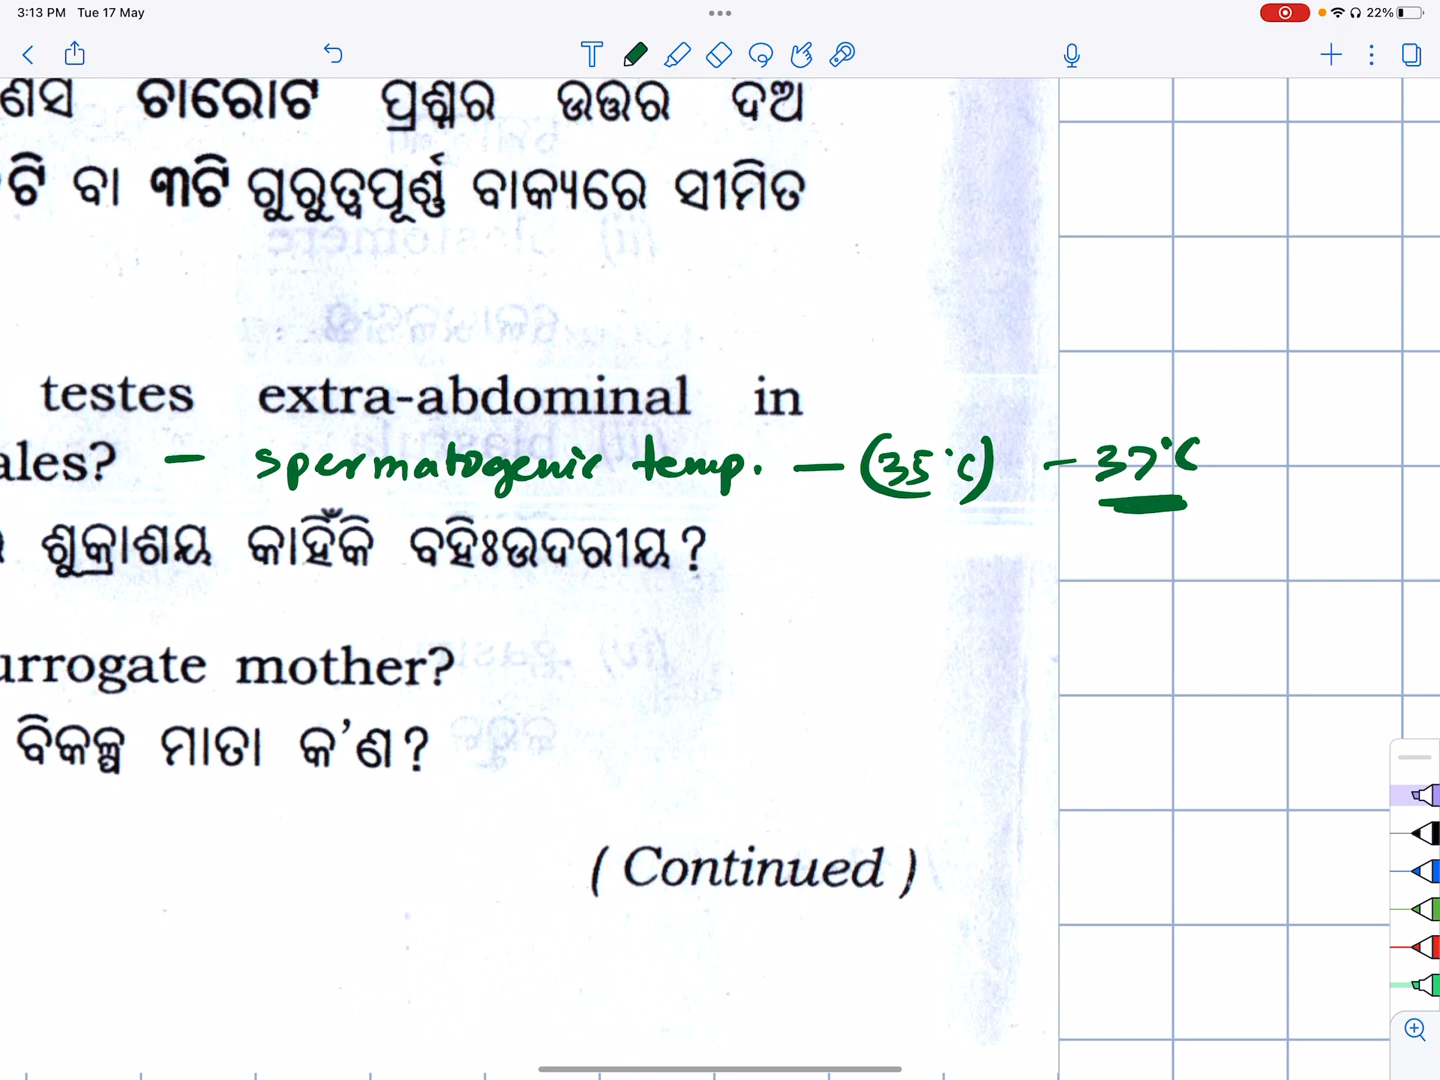 3:13 PM Tue 17 May
22%
ଣସି ଚାରୋଟି ପ୍ରଶ୍ନର ଉତ୍ତର ଦିଅ
ଟି ବା ୩ଟି ଗୁରୁତ୍ୱପୂର୍ଣ୍ଣ ବାକ୍ୟରେ ସୀମିତ
testes extra-abdominal in
ales? - spermatogenic temp. - (35°C) - 37°C
ଶୁକ୍ରାଶୟ କାହିଁକି ବହିଃଉଦରୀୟ?
urrogate mother?
ବିକଳ୍ପ ମାତା କ'ଣ?
( Continued )